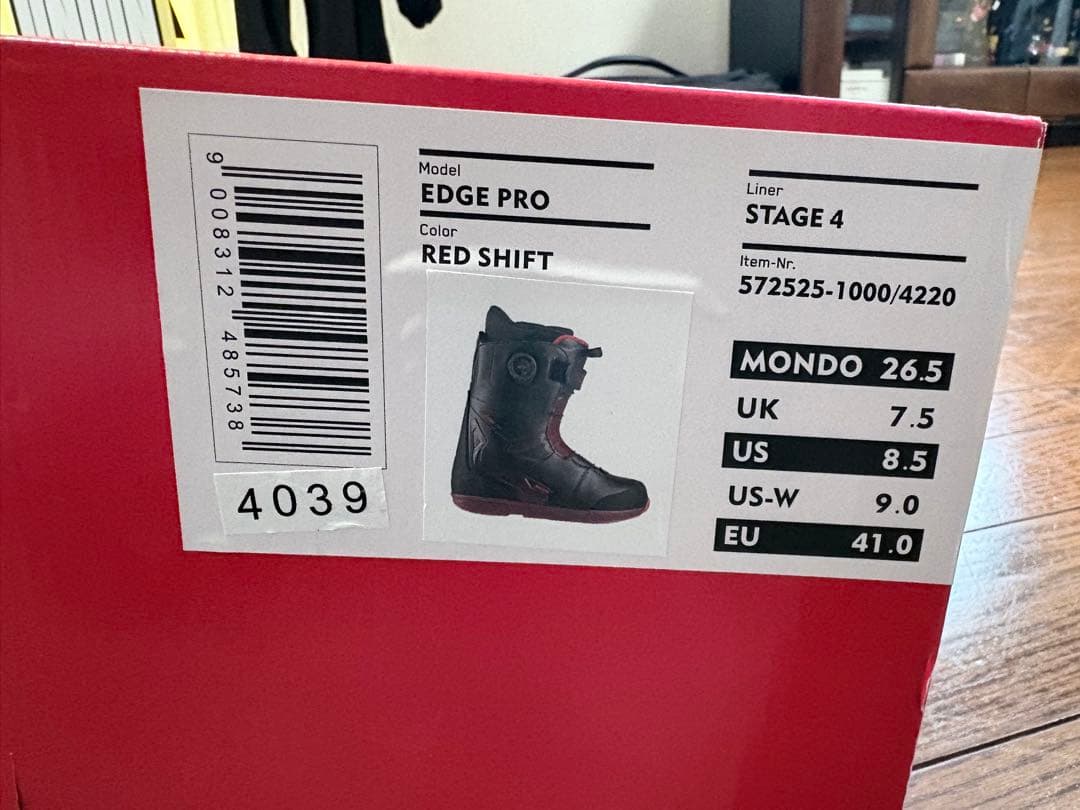 9 008312 485738
4039
Model
EDGE PRO
Color
RED SHIFT
Liner
STAGE 4
Item-Nr.
572525-1000/4220
MONDO 26.5
UK 7.5
US 8.5
US-W 9.0
EU 41.0